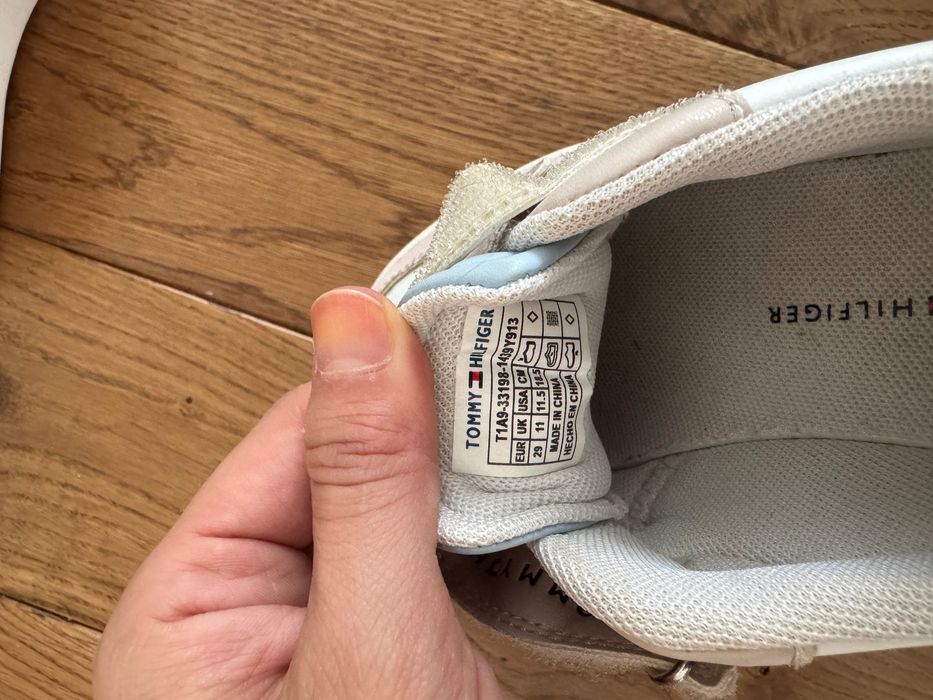 TOMMY HILFIGER
T1A9-33198-1439Y913
EUR UK USA CM
29 11 11.5 18.5
MADE IN CHINA
HECHO EN CHINA
HILFIGER